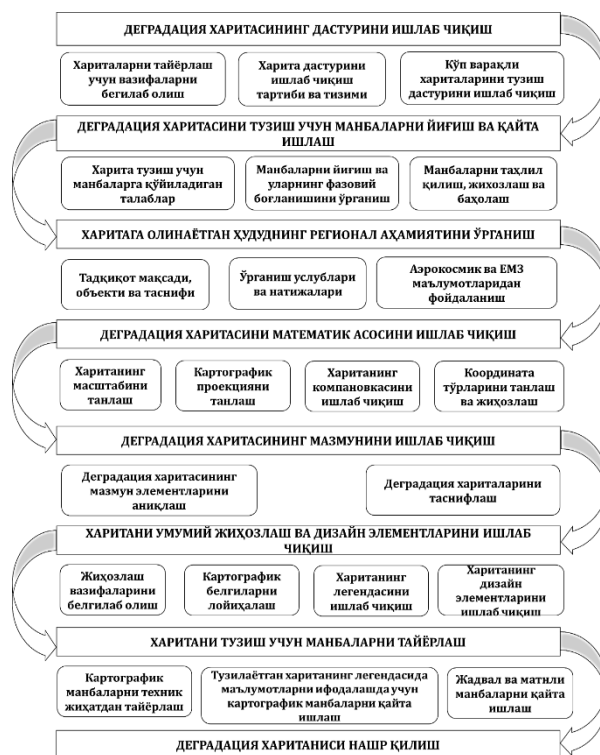 ДЕГРАДАЦИЯ ХАРИТАСИНИНГ ДАСТУРИНИ ИШЛАБ ЧИҚИШ
Хариталарни тайёрлаш
учун вазифаларни
бегилаб олиш
Харита дастурини
ишлаб чиқиш
тартиби ва тизими
Кўп варақли
хариталарини тузиш
дастурини ишлаб чиқиш
ДЕГРАДАЦИЯ ХАРИТАСИНИ ТУЗИШ УЧУН МАНБАЛАРНИ ЙИҒИШ ВА ҚАЙТА
ИШЛАШ
Харита тузиш учун
манбаларга қўйиладиган
талаблар
Манбаларни йиғиш ва
уларнинг фазовий
боғланишини ўрганиш
Манбаларни таҳлил
қилиш, жихозлаш ва
баҳолаш
ХАРИТАГА ОЛИНАЁТГАН ҲУДУДНИНГ РЕГИОНАЛ АҲАМИЯТИНИ ЎРГАНИШ
Тадқиқот мақсади,
объекти ва таснифи
Ўрганиш услублари
ва натижалари
Аэрокосмик ва ЕМЗ
маълумотларидан
фойдаланиш
ДЕГРАДАЦИЯ ХАРИТАСИНИ МАТЕМАТИК АСОСИНИ ИШЛАБ ЧИҚИШ
Хаританинг
масштабини
танлаш
Картографик
проекцияни
танлаш
Хаританинг
компановкасини
ишлаб чиқиш
Координата
тўрларини танлаш
ва жиҳозлаш
ДЕГРАДАЦИЯ ХАРИТАСИНИНГ МАЗМУНИНИ ИШЛАБ ЧИҚИШ
Деградация харитасининг
мазмун элементларини
аниқлаш
Деградация хариталарини
таснифлаш
ХАРИТАНИ УМУМИЙ ЖИҲОЗЛАШ ВА ДИЗАЙН ЭЛЕМЕНТЛАРИНИ ИШЛАБ
ЧИҚИШ
Жиҳозлаш
вазифаларини
белгилаб олиш
Картографик
белгиларни
лойиҳалаш
Хаританинг
легендасини
ишлаб чиқиш
Хаританинг
дизайн
элементларини
ишлаб чиқиш
ХАРИТАНИ ТУЗИШ УЧУН МАНБАЛАРНИ ТАЙЁРЛАШ
Картографик
манбаларни техник
жиҳатдан тайёрлаш
Тузилаётган хаританинг легендасида
маълумотларни ифодалашда учун
картографик манбаларни қайта
ишлаш
Жадвал ва матнли
манбаларни қайта
ишлаш
ДЕГРАДАЦИЯ ХАРИТАНИСИ НАШР ҚИЛИШ